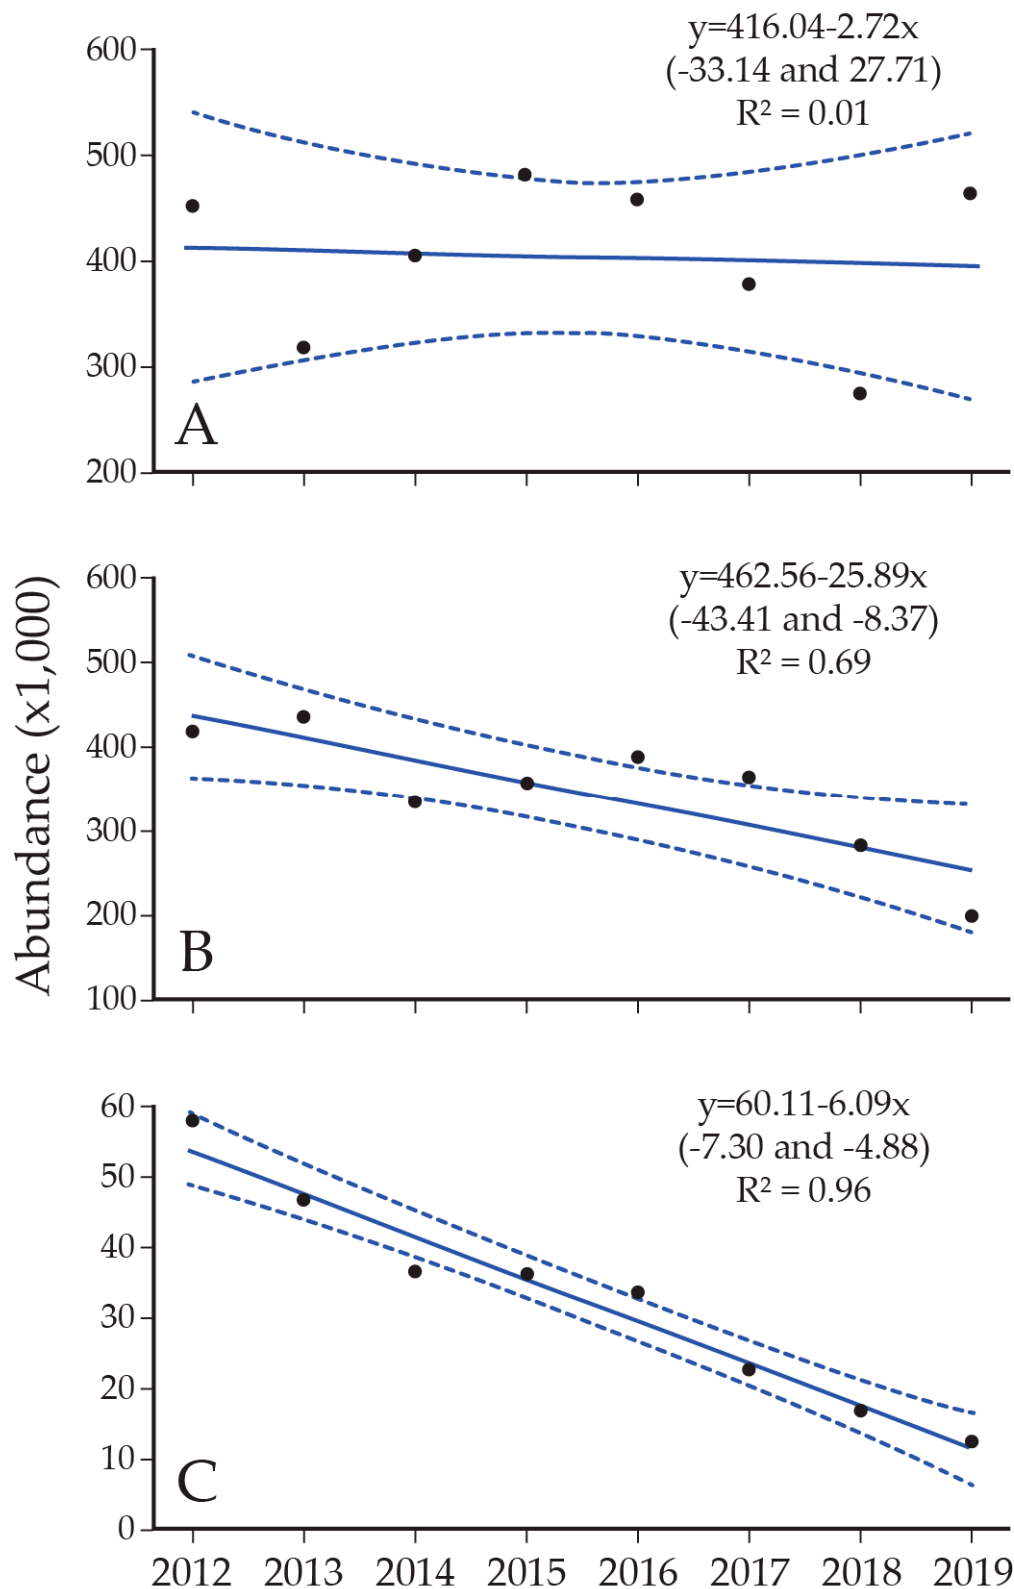 y=416.04-2.72x
(-33.14 and 27.71)
R² = 0.01
600
500
400
300
200
A
Abundance (x1,000)
y=462.56-25.89x
(-43.41 and -8.37)
R² = 0.69
600
500
400
300
200
100
B
y=60.11-6.09x
(-7.30 and -4.88)
R² = 0.96
60
50
40
30
20
10
0
C
2012 2013 2014 2015 2016 2017 2018 2019